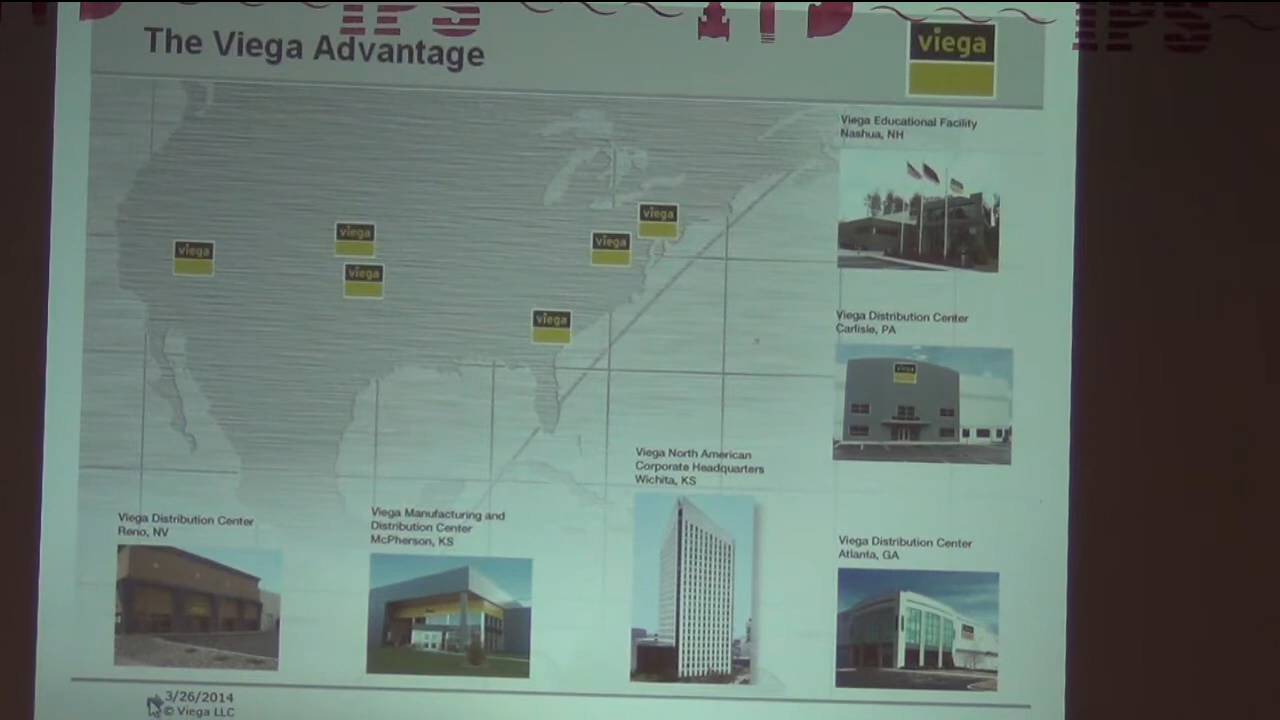 IPS
IPS
The Viega Advantage
viega
Viega Educational Facility
Nashua, NH
viega
viega
viega
viega
viega
viega
Viega Distribution Center
Carlisle, PA
viega
Viega North American
Corporate Headquarters
Wichita, KS
Viega Distribution Center
Reno, NV
Viega Manufacturing and
Distribution Center
McPherson, KS
Viega Distribution Center
Atlanta, GA
3/26/2014
© Viega LLC